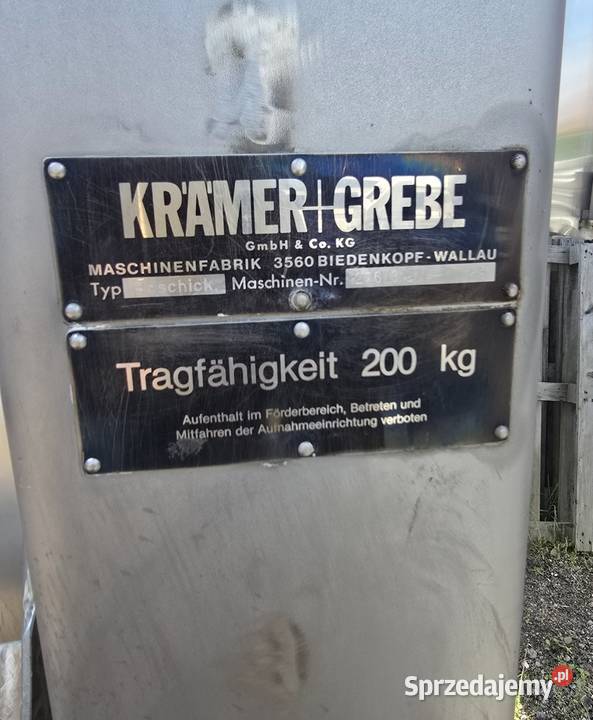 KRÄMER+GREBE
GmbH & Co. KG
MASCHINENFABRIK 3560 BIEDENKOPF-WALLAU
Typ Maschinen-Nr.
Tragfähigkeit 200 kg
Aufenthalt im Förderbereich, Betreten und
Mitfahren der Aufnahmeeinrichtung verboten
Sprzedajemy.pl